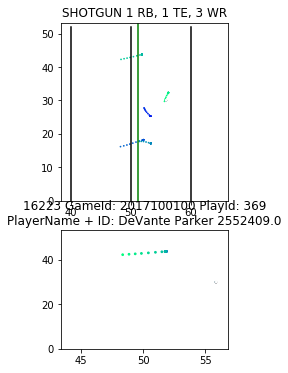 SHOTGUN 1 RB, 1 TE, 3 WR
50
40
30
20
10
0
40 50 60
16223 GameId: 2017100100 PlayId: 369
PlayerName + ID: DeVante Parker 2552409.0
40
20
0
45 50 55